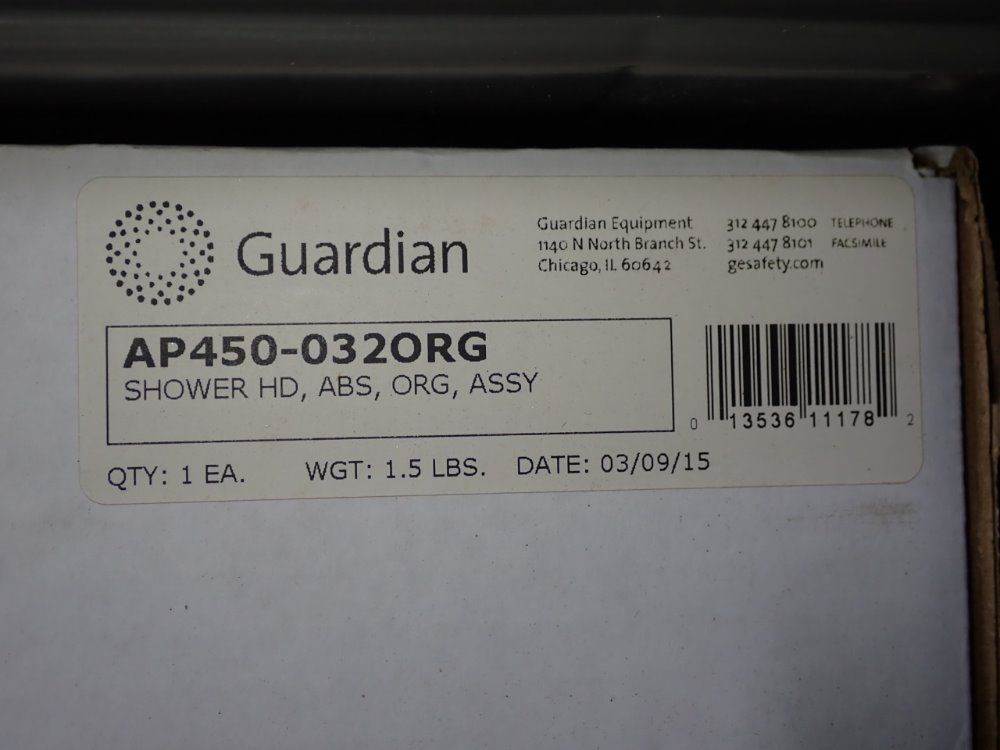 Guardian
Guardian Equipment
1140 N North Branch St.
Chicago, IL 60642
312 447 8100 TELEPHONE
312 447 8101 FACSIMILE
gesafety.com
AP450-032ORG
SHOWER HD, ABS, ORG, ASSY
0 13536 11178 2
QTY: 1 EA. WGT: 1.5 LBS. DATE: 03/09/15